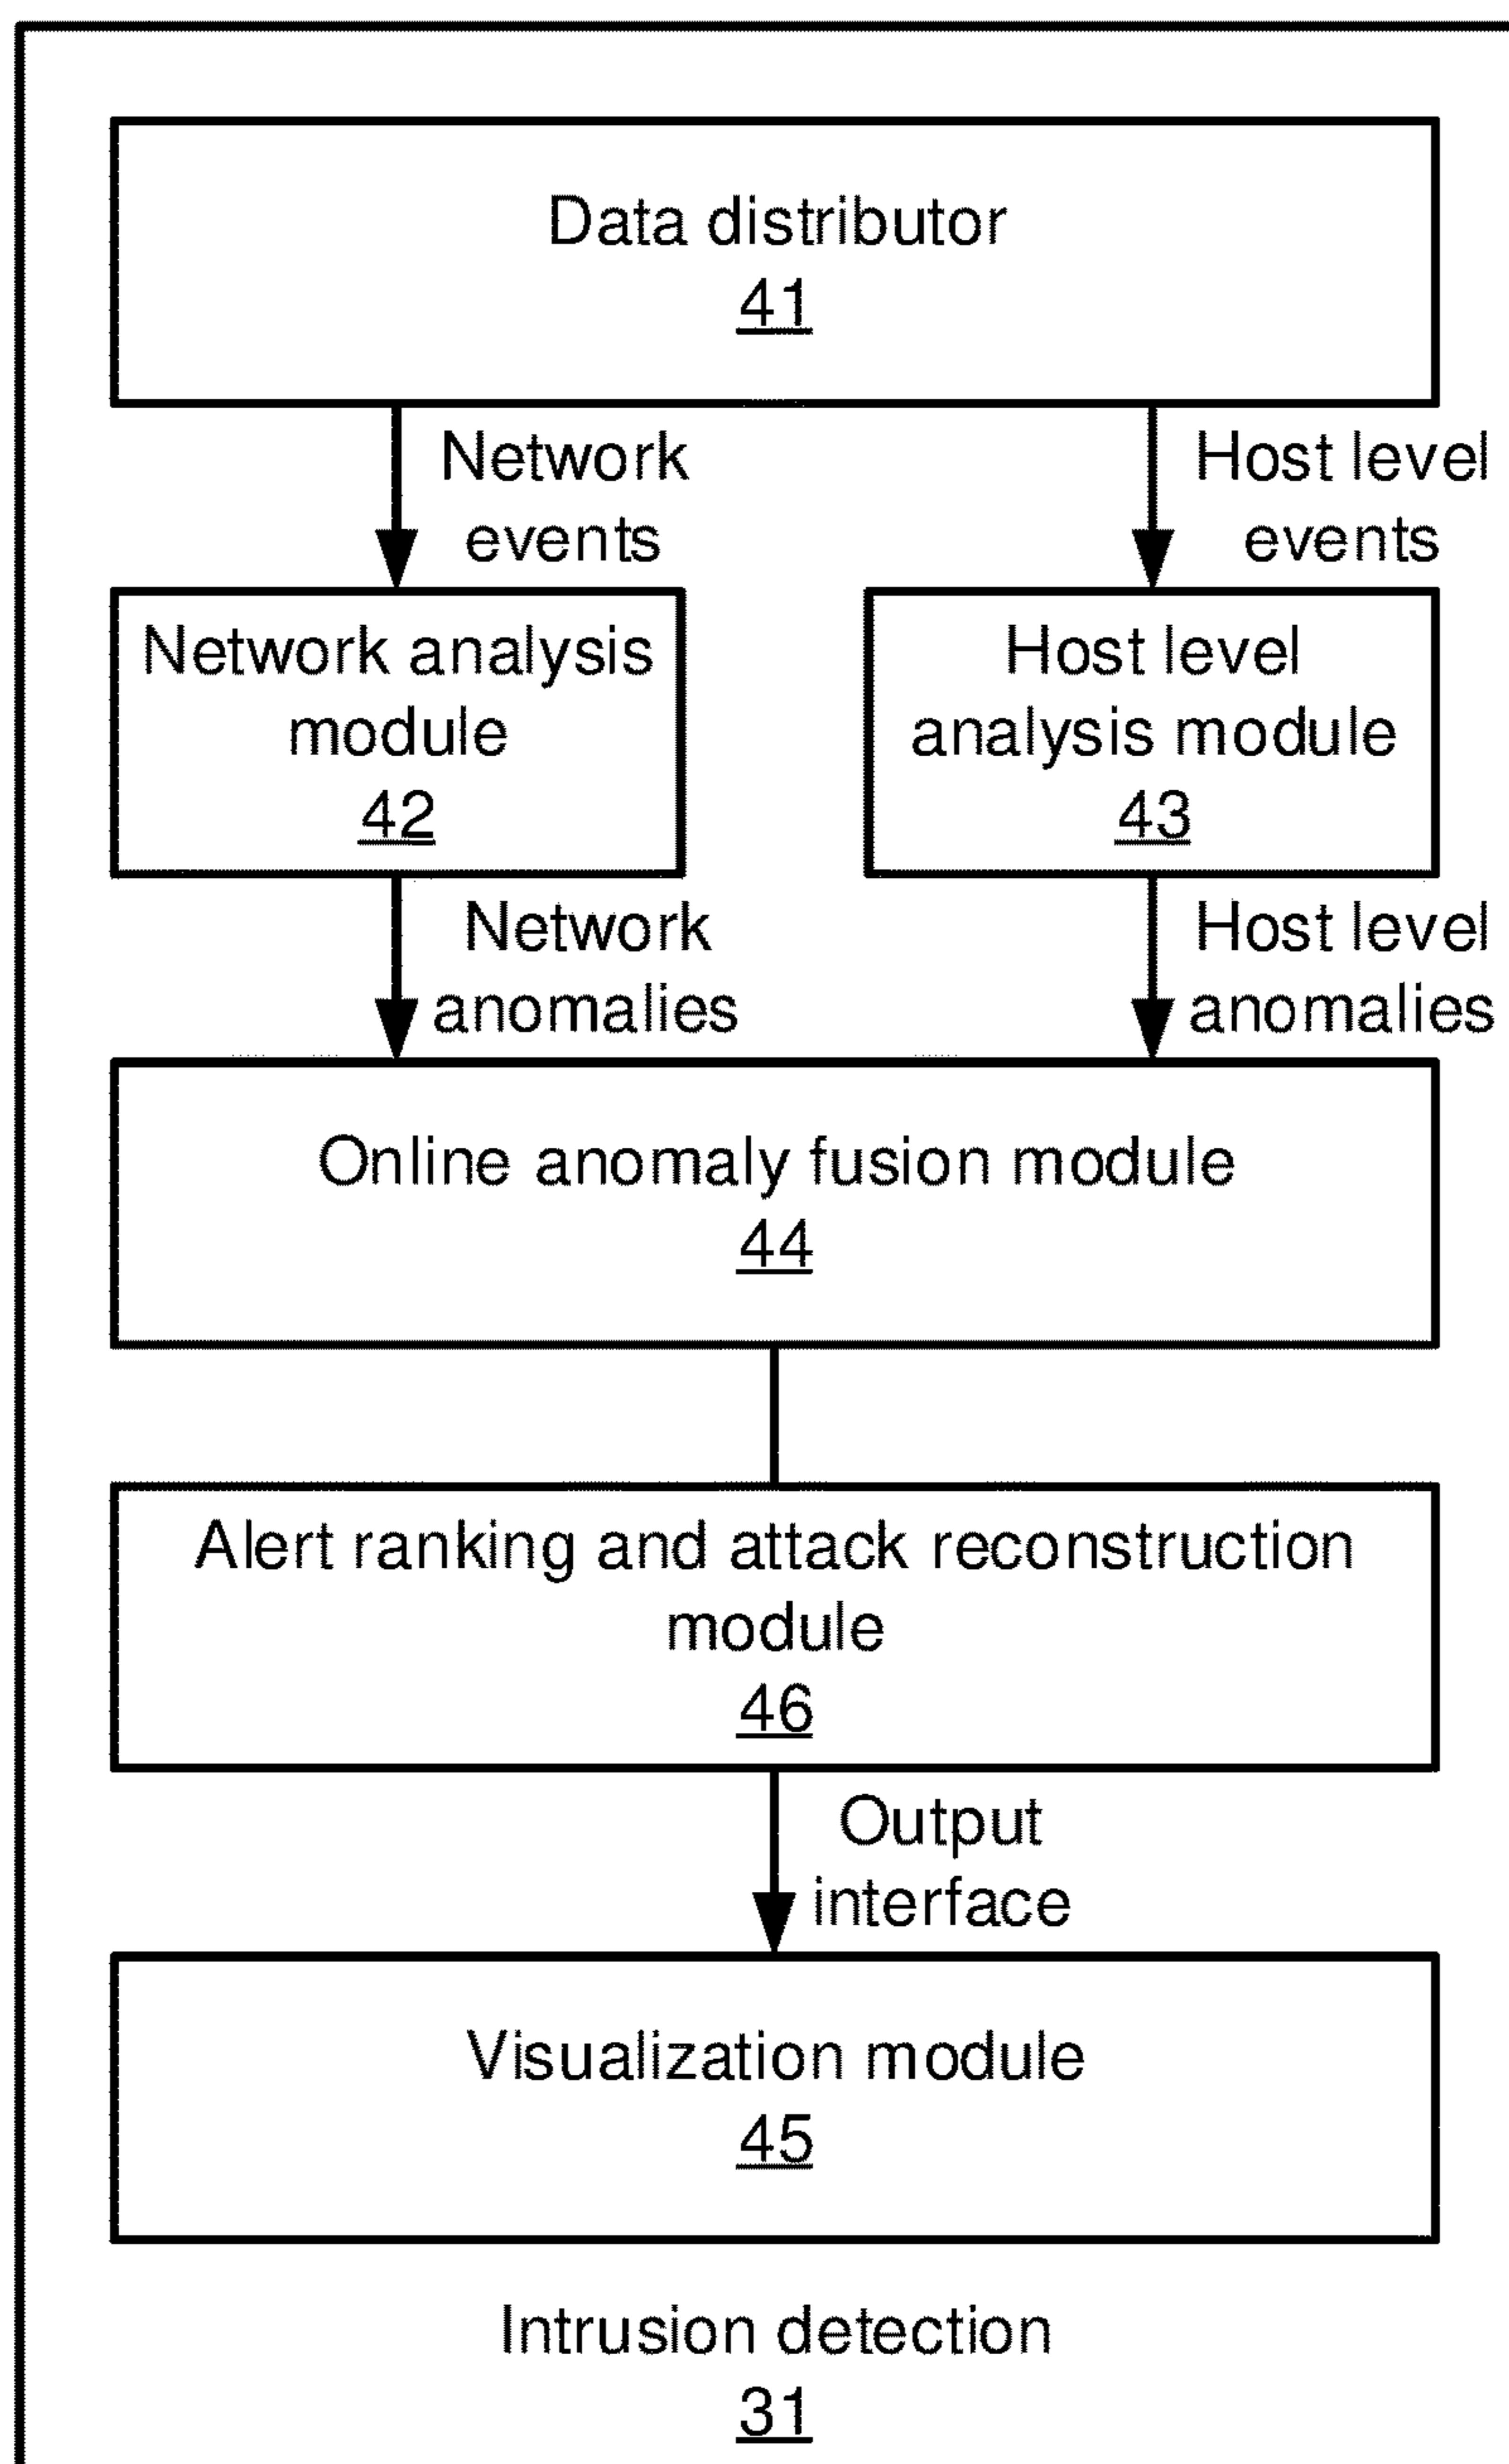 Data distributor
41
Network
events
Host level
events
Network analysis
module
42
Host level
analysis module
43
Network
anomalies
Host level
anomalies
Online anomaly fusion module
44
Alert ranking and attack reconstruction
module
46
Output
interface
Visualization module
45
Intrusion detection
31